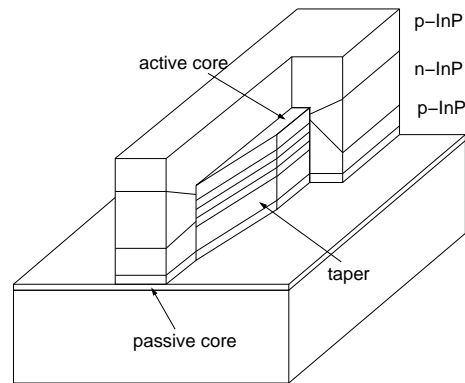 p-InP
active core
n-InP
p-InP
taper
passive core